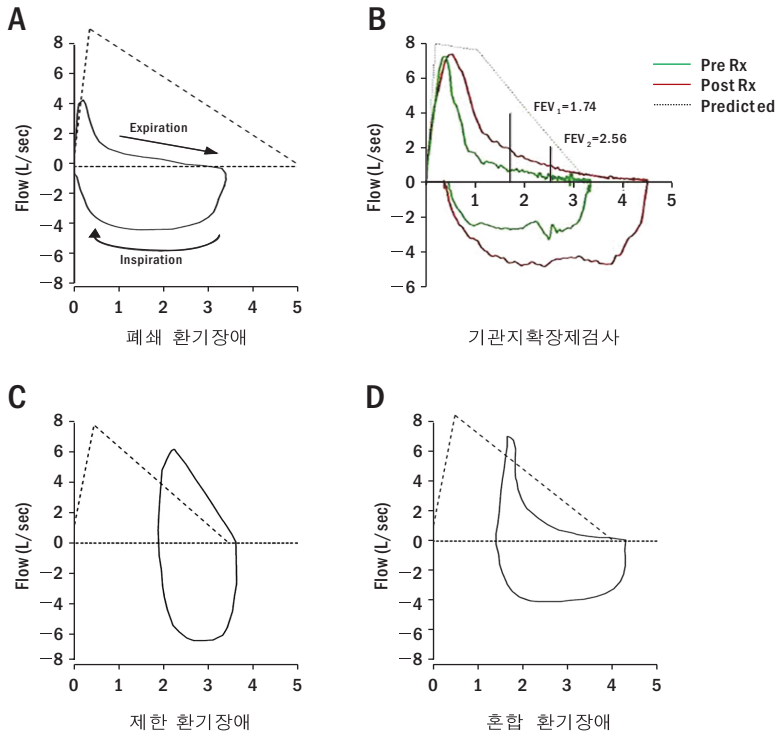 A
8
6
4
2
0
−2
−4
−6
−8
Flow (L/sec)
Expiration
Inspiration
0 1 2 3 4 5
폐쇄 환기장애
B
8
6
4
2
0
−2
−4
−6
Flow (L/sec)
FEV1=1.74
FEV2=2.56
1 2 3 4 5
Pre Rx
Post Rx
Predicted
기관지확장제검사
C
8
6
4
2
0
−2
−4
−6
−8
Flow (L/sec)
0 1 2 3 4 5
제한 환기장애
D
8
6
4
2
0
−2
−4
−6
−8
Flow (L/sec)
0 1 2 3 4 5
혼합 환기장애